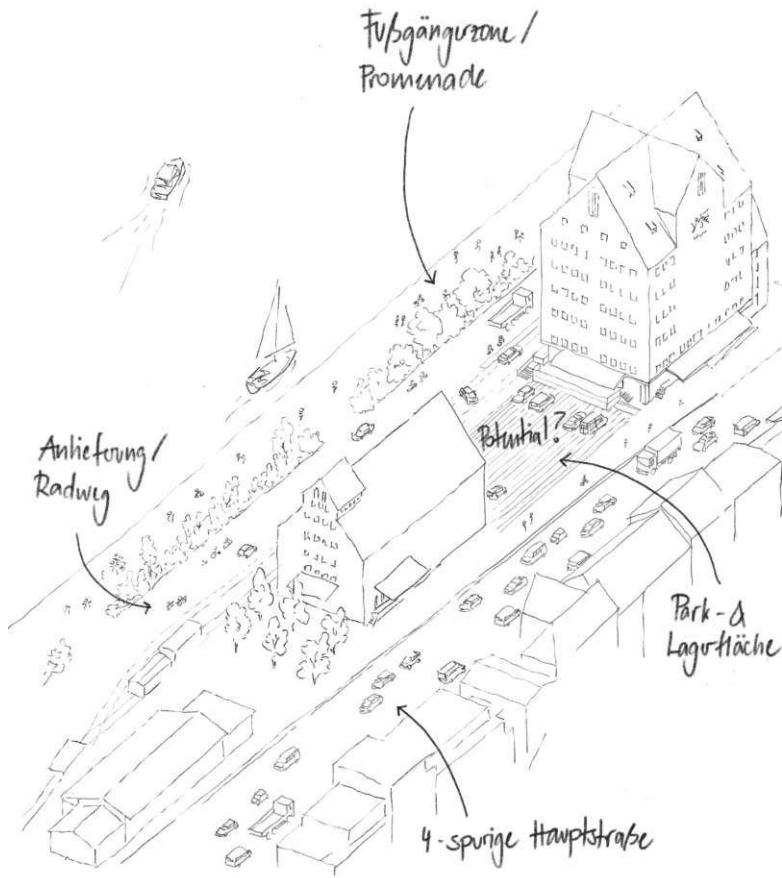 Fußgängerzone/
Promenade
Anlieferung/
Radweg
Potential?
Park- &
Lagerfläche
4-spurige Hauptstraße